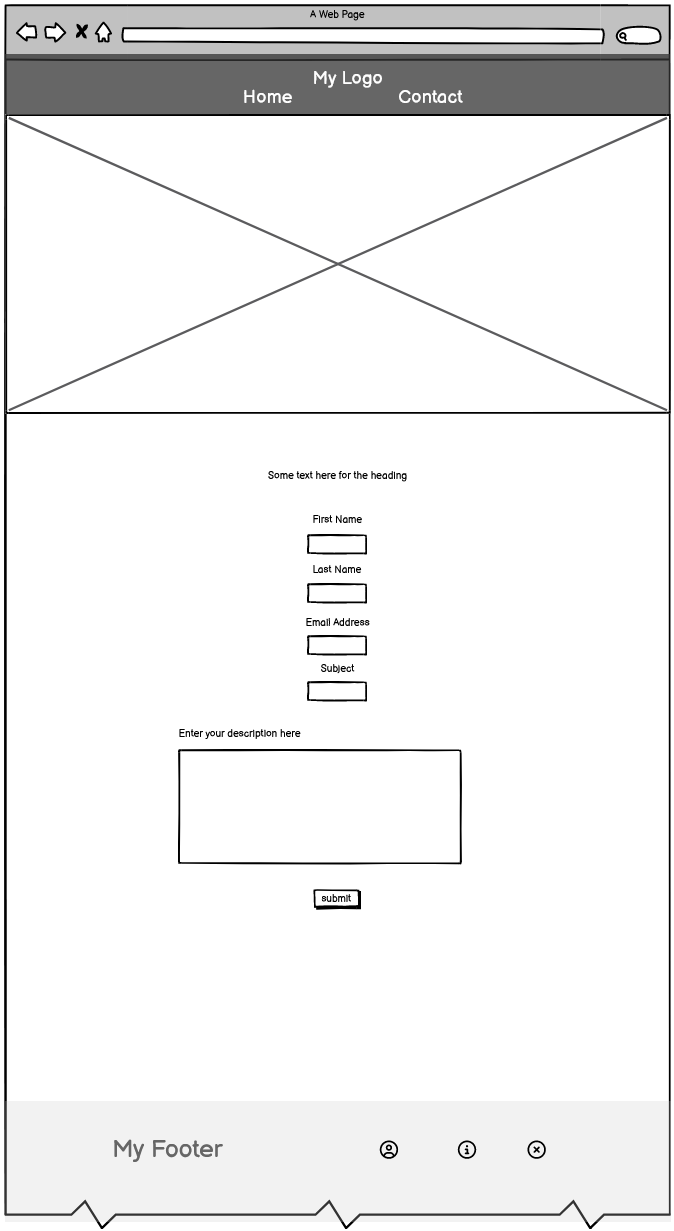 A Web Page
My Logo
Home Contact
Some text here for the heading
First Name
Last Name
Email Address
Subject
Enter your description here
submit
My Footer